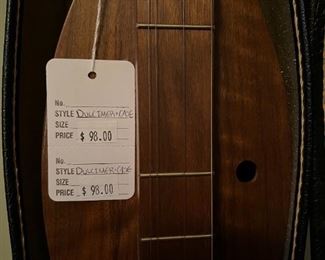 No.
STYLE DULCIMER+CASE
SIZE
PRICE $ 98.00
No.
STYLE DULCIMER+CASE
SIZE
PRICE $ 98.00